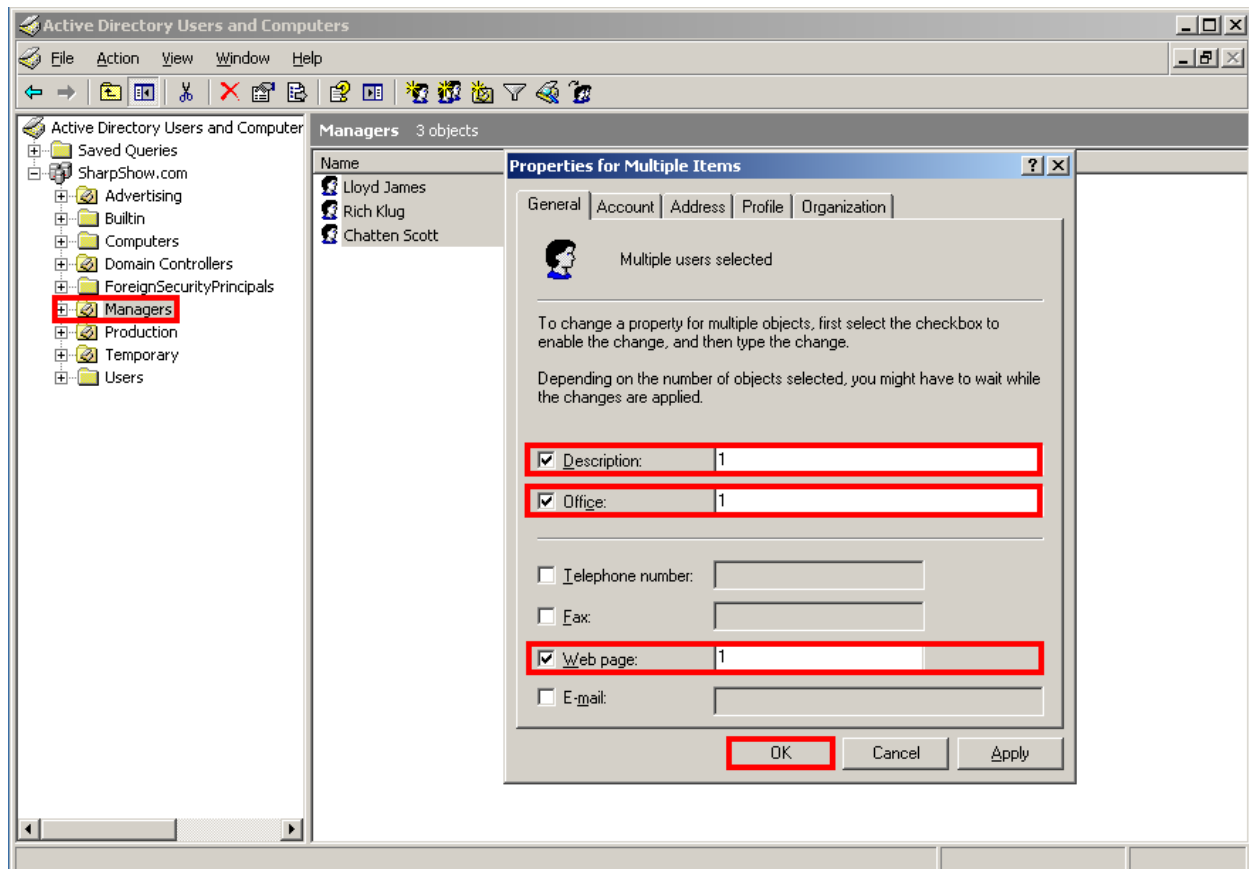 Active Directory Users and Computers
File Action View Window Help
Active Directory Users and Computer
Saved Queries
SharpShow.com
Advertising
Builtin
Computers
Domain Controllers
ForeignSecurityPrincipals
Managers
Production
Temporary
Users
Managers 3 objects
Name
Lloyd James
Rich Klug
Chatten Scott
Properties for Multiple Items
General Account Address Profile Organization
Multiple users selected
To change a property for multiple objects, first select the checkbox to
enable the change, and then type the change.
Depending on the number of objects selected, you might have to wait while
the changes are applied.
Description: 1
Office: 1
Telephone number:
Fax:
Web page: 1
E-mail:
OK Cancel Apply